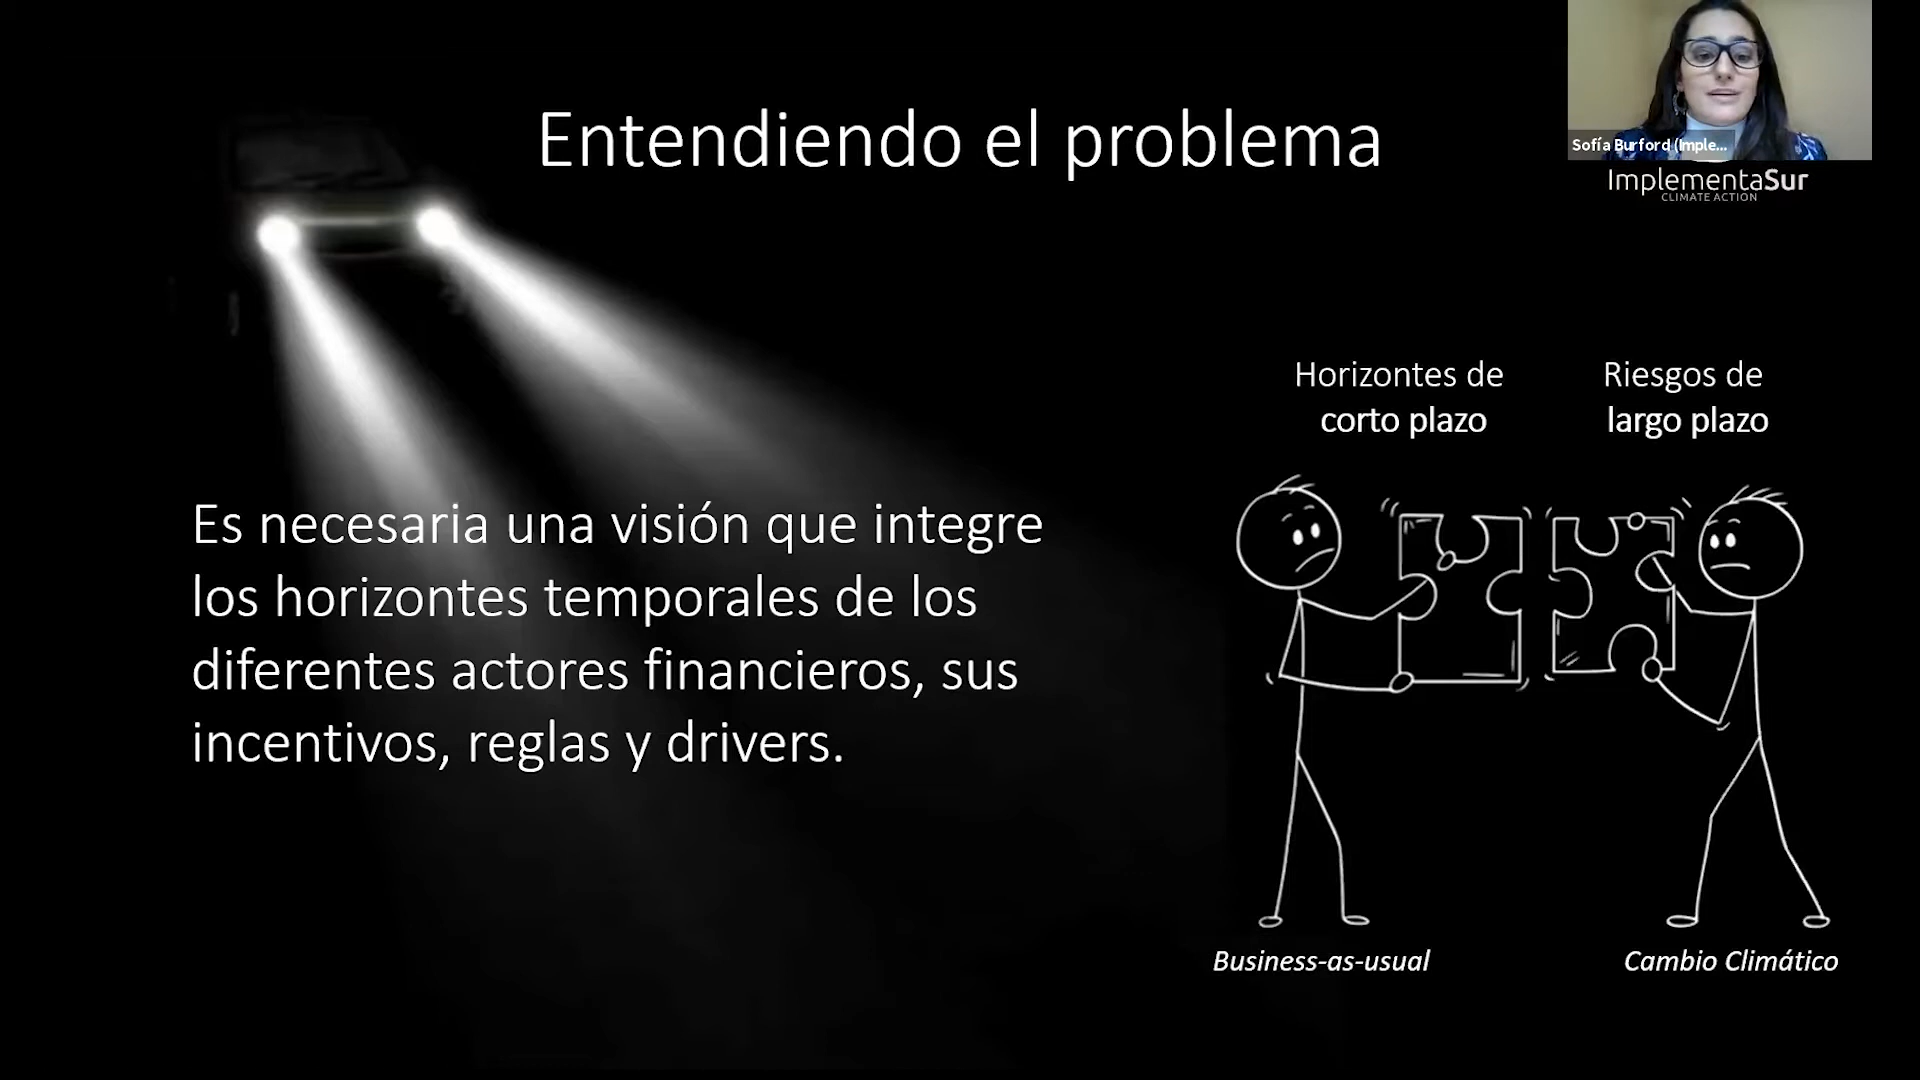 Entendiendo el problema
Sofía Burford (Imple...
ImplementaSur
CLIMATE ACTION
Horizontes de
corto plazo
Riesgos de
largo plazo
Es necesaria una visión que integre
los horizontes temporales de los
diferentes actores financieros, sus
incentivos, reglas y drivers.
Business-as-usual
Cambio Climático